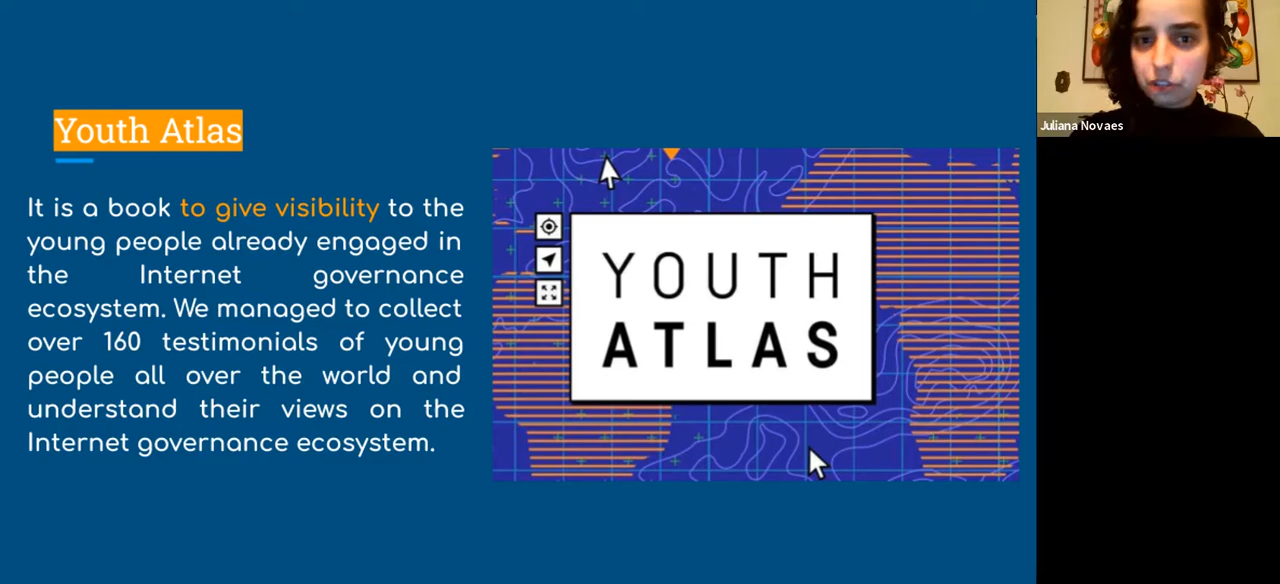 Youth Atlas
It is a book to give visibility to the
young people already engaged in
the Internet governance
ecosystem. We managed to collect
over 160 testimonials of young
people all over the world and
understand their views on the
Internet governance ecosystem.
YOUTH
ATLAS
Juliana Novaes